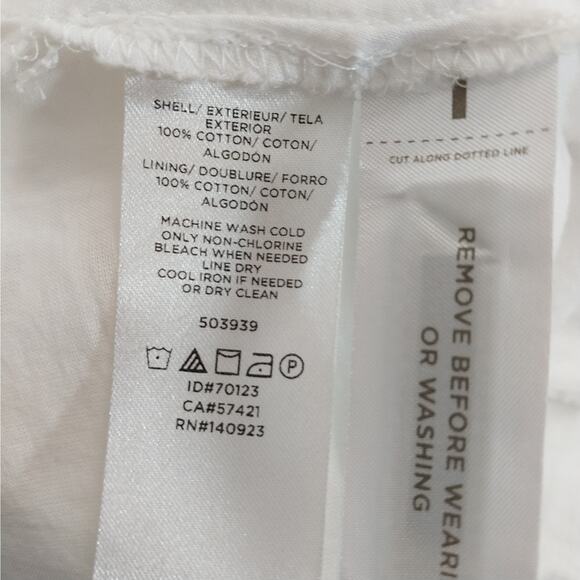 SHELL/ EXTÉRIEUR/ TELA
EXTERIOR
100% COTTON/ COTON/
ALGODÓN
LINING/ DOUBLURE/ FORRO
100% COTTON/ COTON/
ALGODÓN
MACHINE WASH COLD
ONLY NON-CHLORINE
BLEACH WHEN NEEDED
LINE DRY
COOL IRON IF NEEDED
OR DRY CLEAN
503939
P
ID#70123
CA#57421
RN#140923
CUT ALONG DOTTED LINE
REMOVE BEFORE
OR WASHING